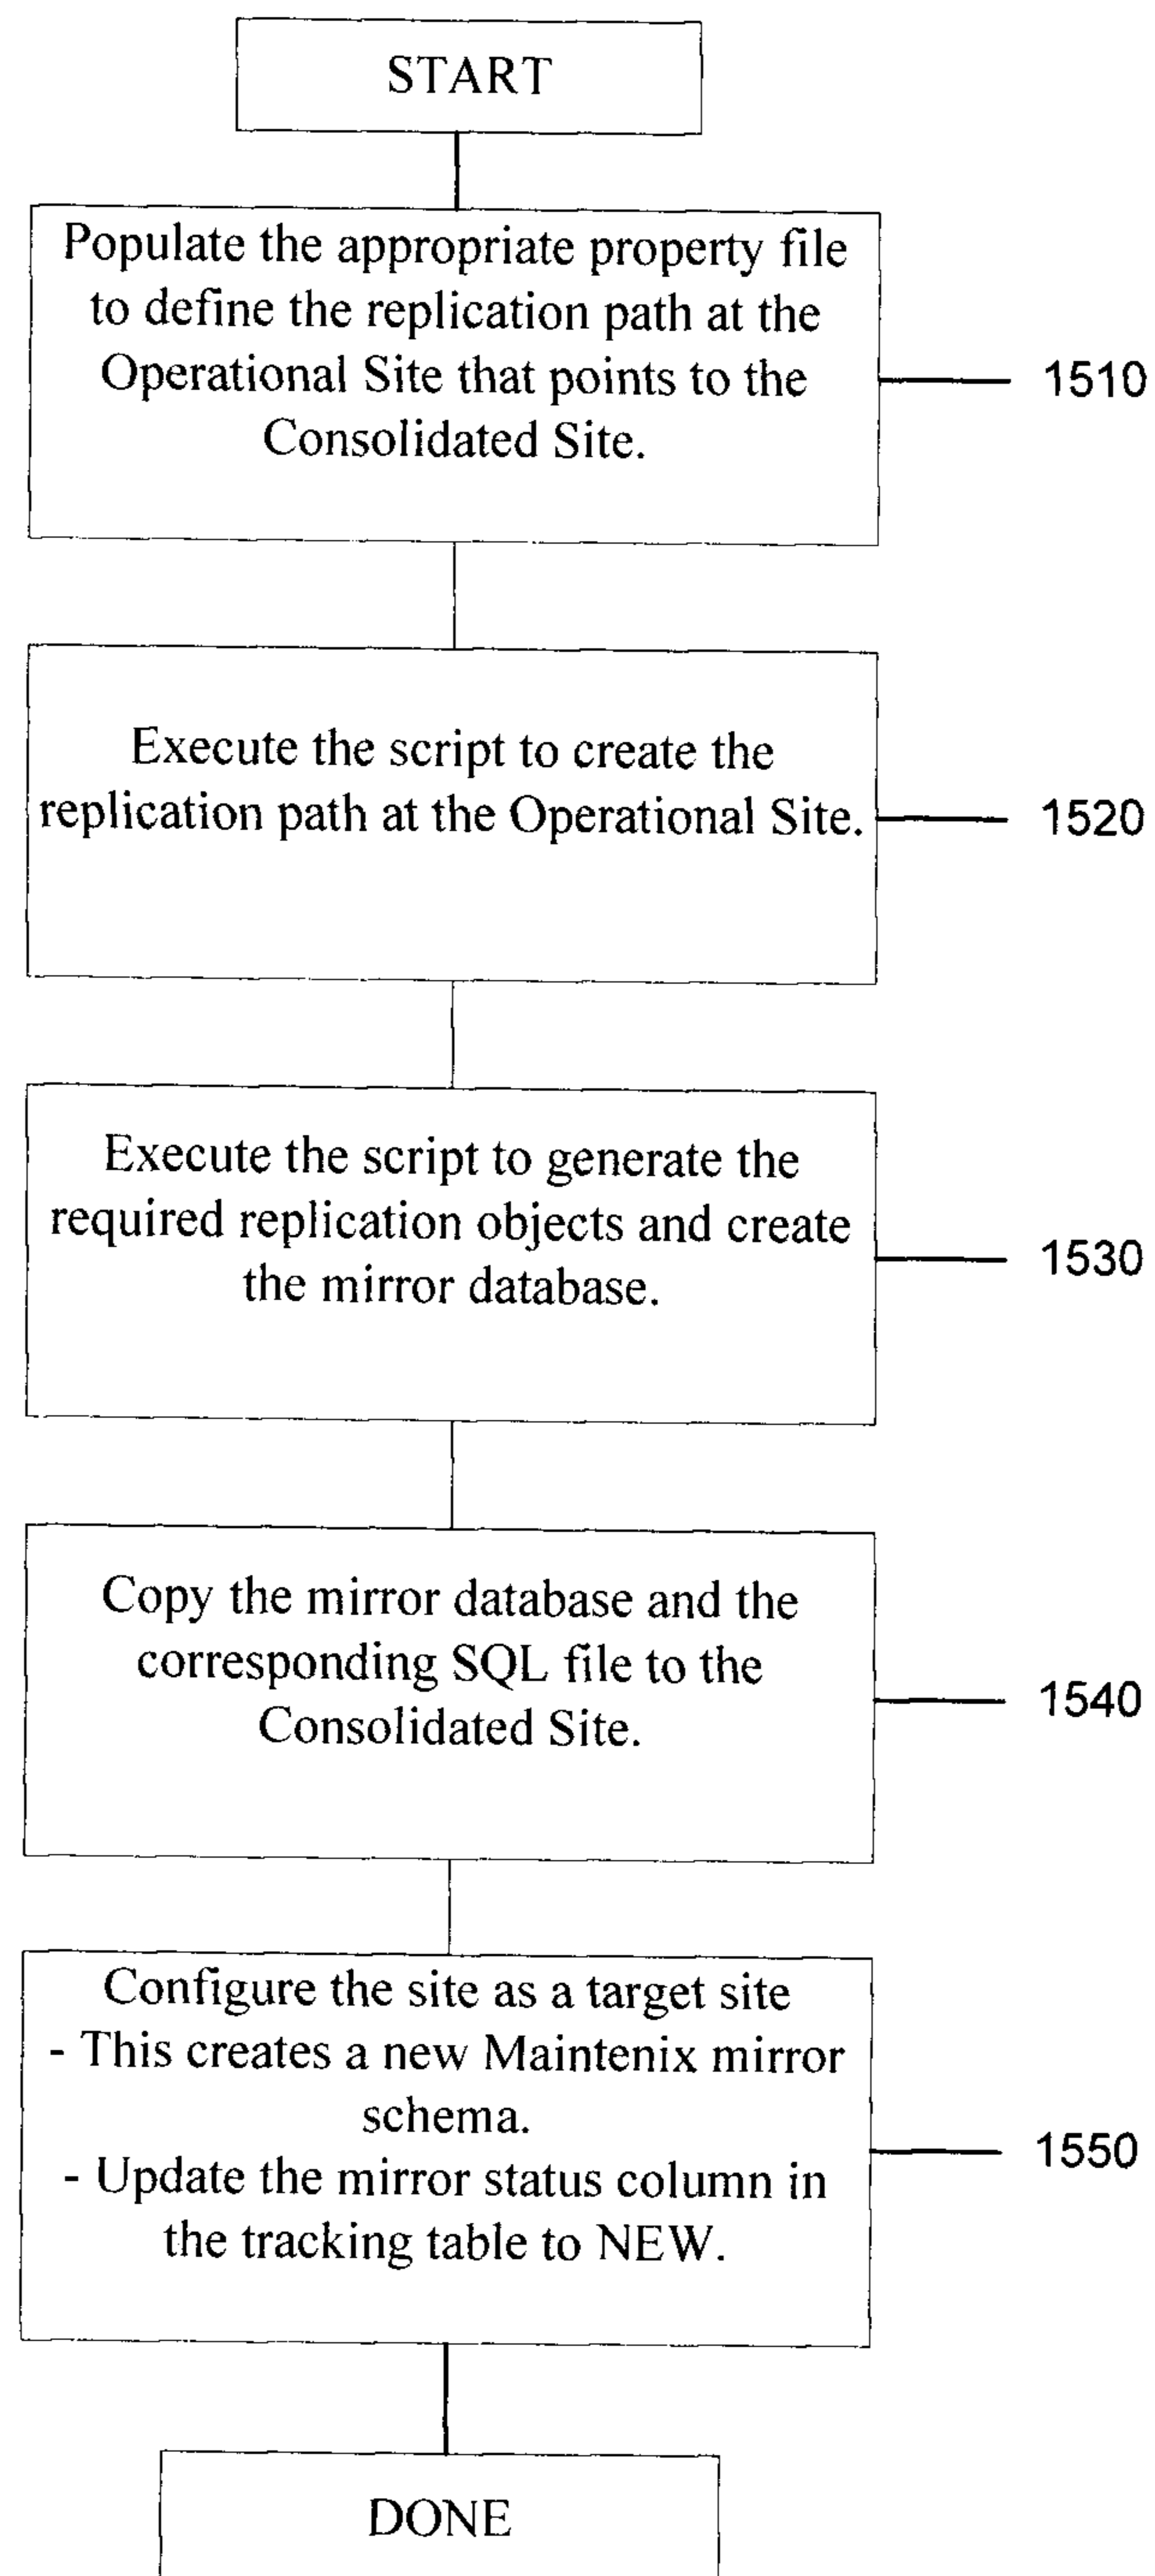 START
Populate the appropriate property file
to define the replication path at the
Operational Site that points to the
Consolidated Site.
1510
Execute the script to create the
replication path at the Operational Site.
1520
Execute the script to generate the
required replication objects and create
the mirror database.
1530
Copy the mirror database and the
corresponding SQL file to the
Consolidated Site.
1540
Configure the site as a target site
- This creates a new Maintenix mirror
schema.
- Update the mirror status column in
the tracking table to NEW.
1550
DONE